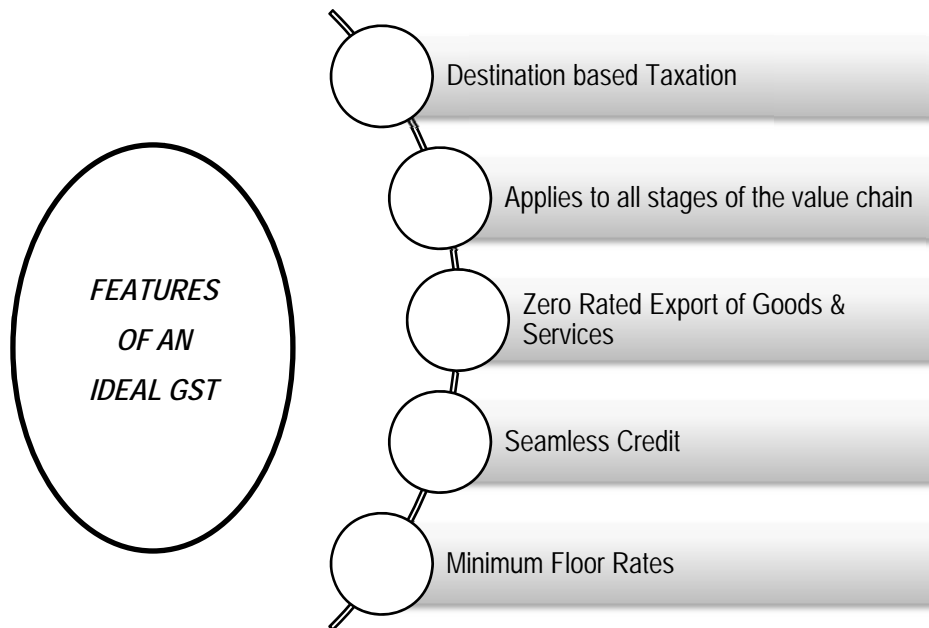 FEATURES
OF AN
IDEAL GST
Destination based Taxation
Applies to all stages of the value chain
Zero Rated Export of Goods &
Services
Seamless Credit
Minimum Floor Rates